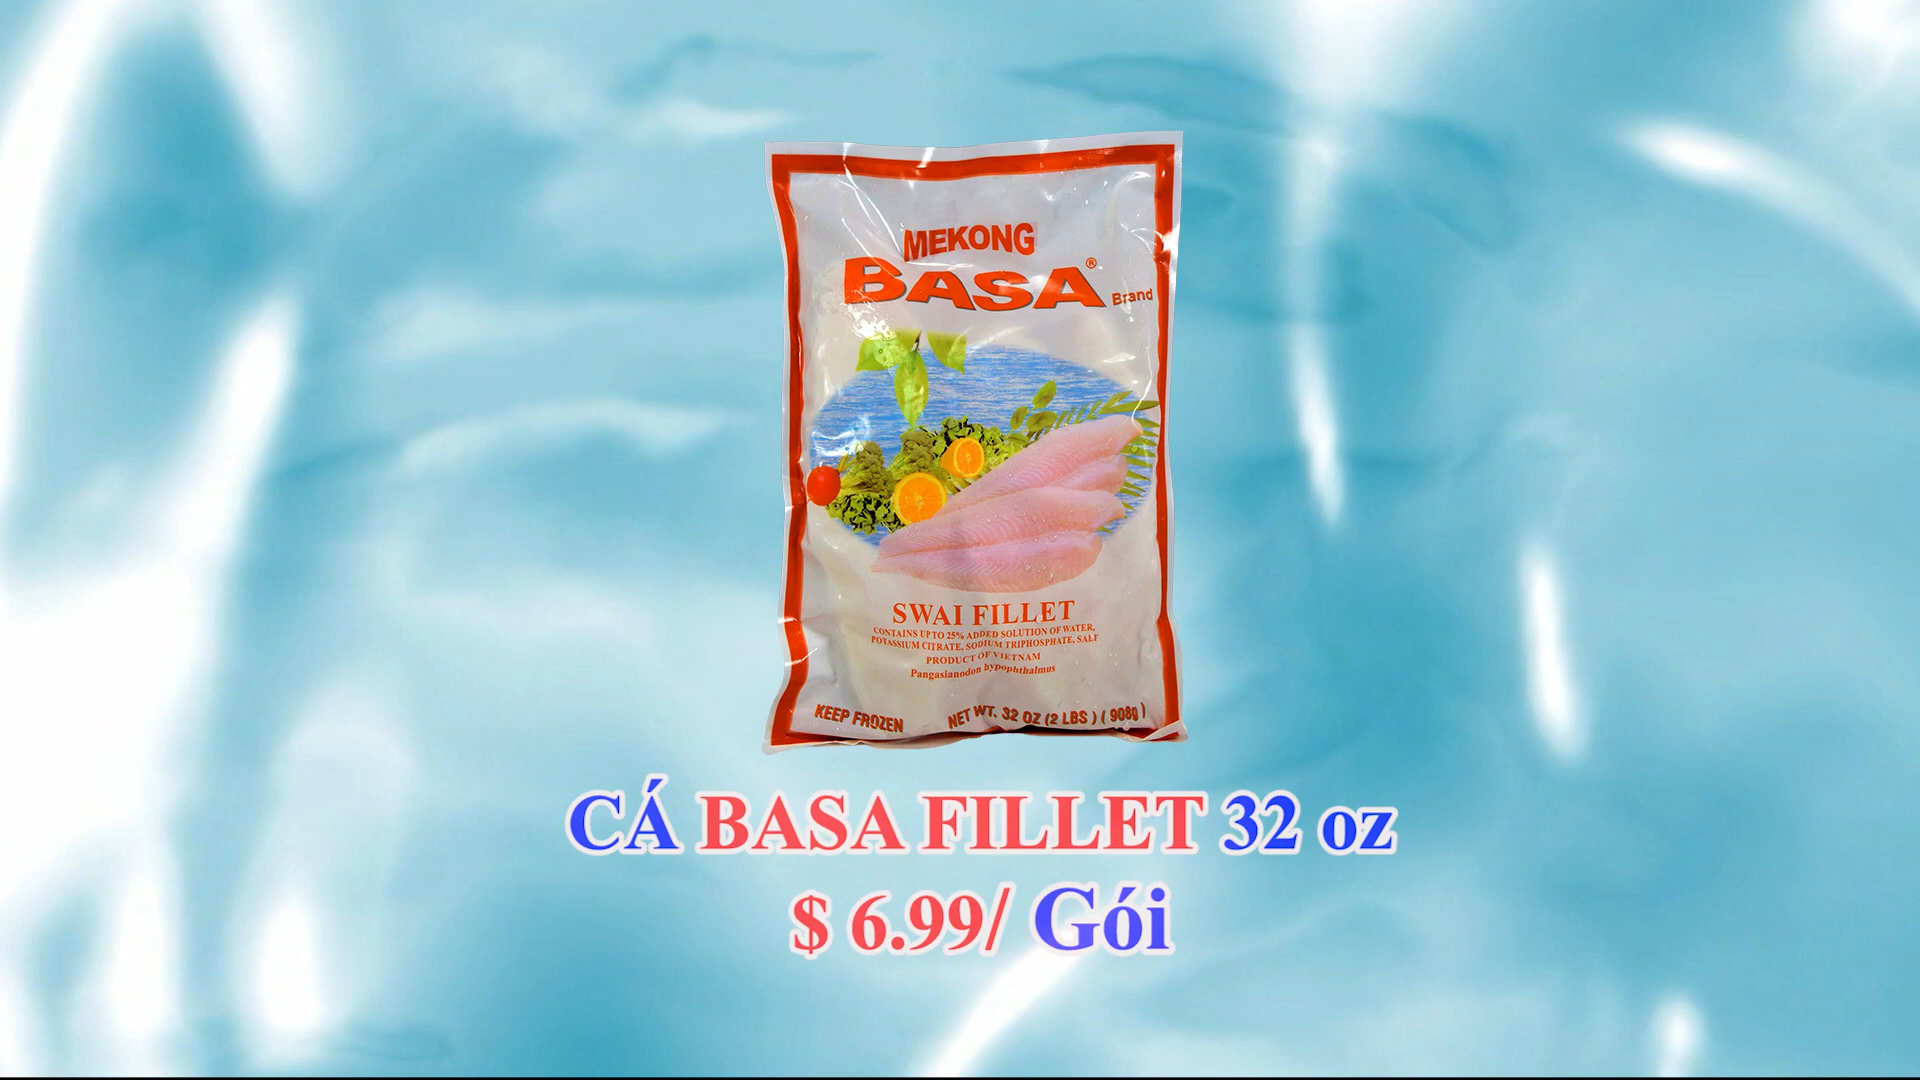 MEKONG
BASA®
Brand
SWAI FILLET
CONTAINS UP TO 25% ADDED SOLUTION OF WATER,
POTASSIUM CITRATE, SODIUM TRIPHOSPHATE, SALT
PRODUCT OF VIETNAM
Pangasianodon hypophthalmus
KEEP FROZEN NET WT. 32 OZ (2 LBS ) ( 908g )
CÁ BASA FILLET 32 oz
$ 6.99/ Gói